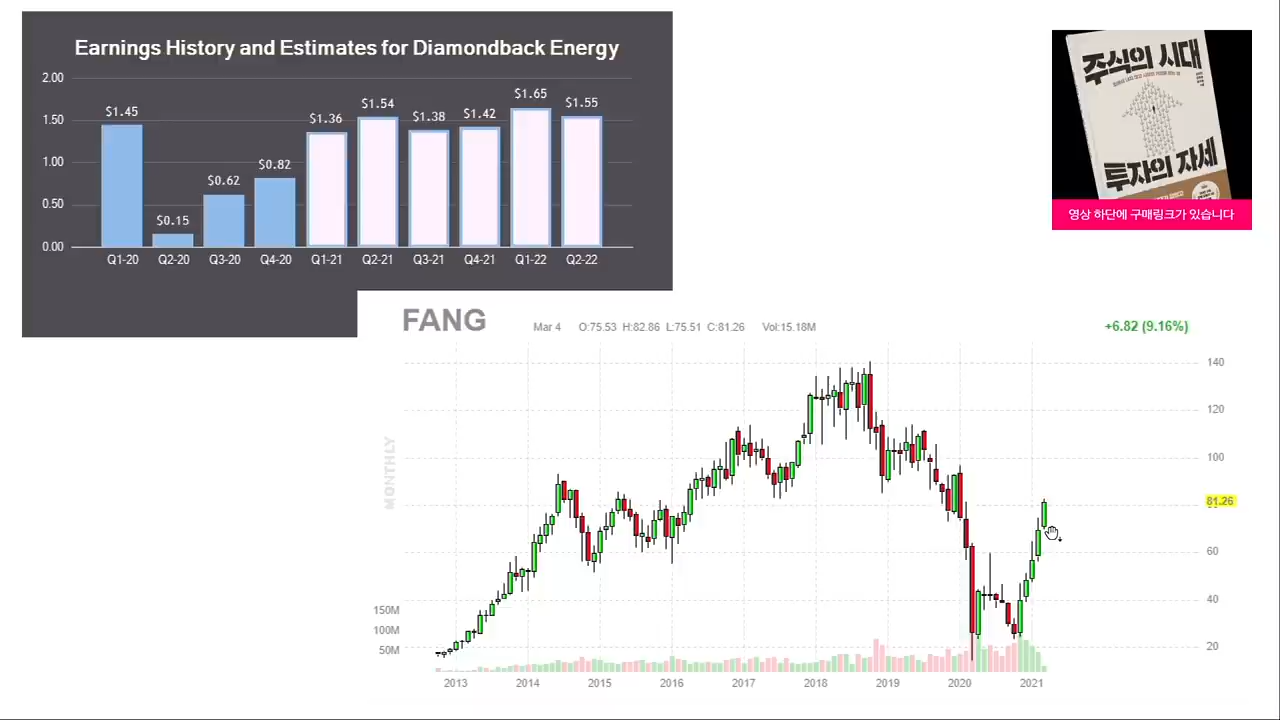 Earnings History and Estimates for Diamondback Energy
2.00
1.50
1.00
0.50
0.00
$1.45
$0.15
$0.62
$0.82
$1.36
$1.54
$1.38
$1.42
$1.65
$1.55
Q1-20 Q2-20 Q3-20 Q4-20 Q1-21 Q2-21 Q3-21 Q4-21 Q1-22 Q2-22
주식의 시대
투자의 자세
영상 하단에 구매링크가 있습니다
FANG
Mar 4 O:75.53 H:82.86 L:75.51 C:81.26 Vol:15.18M
+6.82 (9.16%)
MONTHLY
140
120
100
81.26
60
40
20
150M
100M
50M
2013 2014 2015 2016 2017 2018 2019 2020 2021